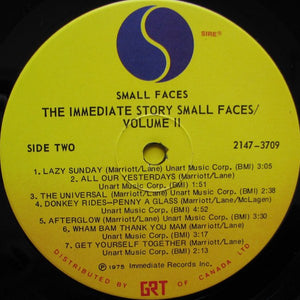 SIRE®
SMALL FACES
THE IMMEDIATE STORY SMALL FACES/
VOLUME II
SIDE TWO
2147-3709
1. LAZY SUNDAY (Marriott/Lane) Unart Music Corp. (BMI) 3:05
2. ALL OUR YESTERDAYS (Marriott/Lane)
Unart Music Corp. (BMI) 1:51
3. THE UNIVERSAL (Marriott/Lane) Unart Music Corp. (BMI) 2:38
4. DONKEY RIDES—PENNY A GLASS (Marriott/Lane/McLagen)
Unart Music Corp. (BMI) 4:52
5. AFTERGLOW (Marriott/Lane) Unart Music Corp. (BMI) 3:30
6. WHAM BAM THANK YOU MAM (Marriott/Lane)
Unart Music Corp. (BMI) 3:17
7. GET YOURSELF TOGETHER (Marriott/Lane)
Unart Music Corp. (BMI) 2:13
℗ 1975 Immediate Records Inc.
DISTRIBUTED BY GRT OF CANADA LTD